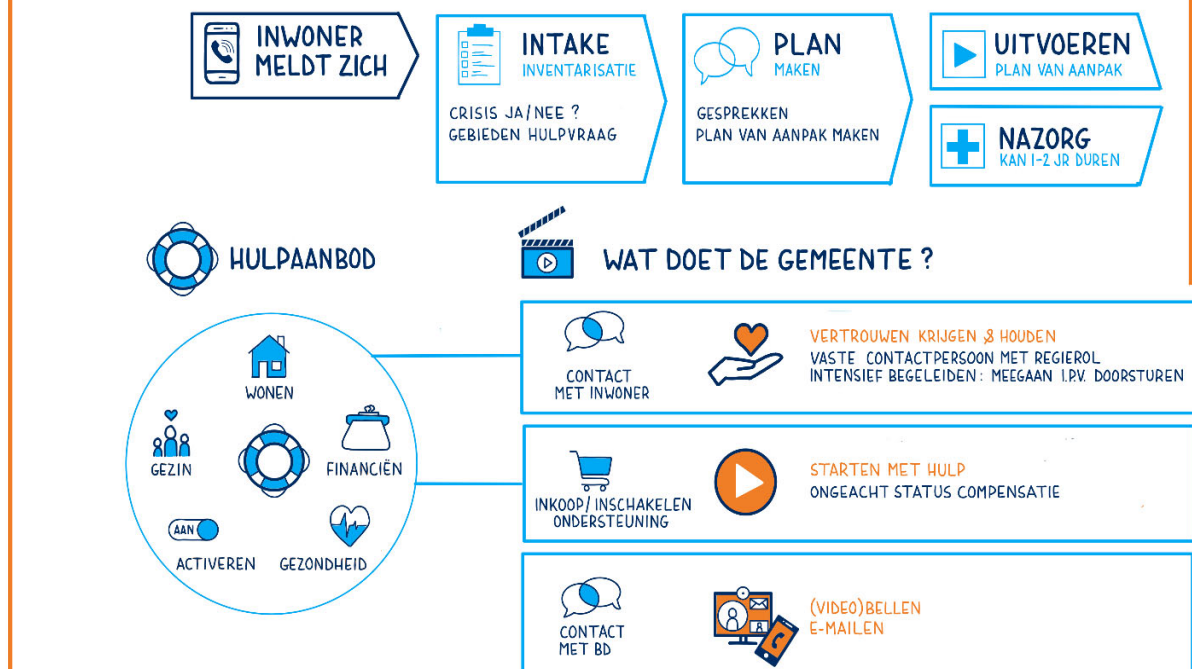 INWONER
MELDT ZICH
INTAKE
INVENTARISATIE
CRISIS JA/NEE ?
GEBIEDEN HULPVRAAG
PLAN
MAKEN
GESPREKKEN
PLAN VAN AANPAK MAKEN
UITVOEREN
PLAN VAN AANPAK
NAZORG
KAN 1-2 JR DUREN
HULPAANBOD
WONEN
GEZIN
FINANCIËN
AAN
ACTIVEREN
GEZONDHEID
WAT DOET DE GEMEENTE ?
CONTACT
MET INWONER
VERTROUWEN KRIJGEN & HOUDEN
VASTE CONTACTPERSOON MET REGIEROL
INTENSIEF BEGELEIDEN: MEEGAAN I.P.V. DOORSTUREN
INKOOP/INSCHAKELEN
ONDERSTEUNING
STARTEN MET HULP
ONGEACHT STATUS COMPENSATIE
CONTACT
MET BD
(VIDEO)BELLEN
E-MAILEN